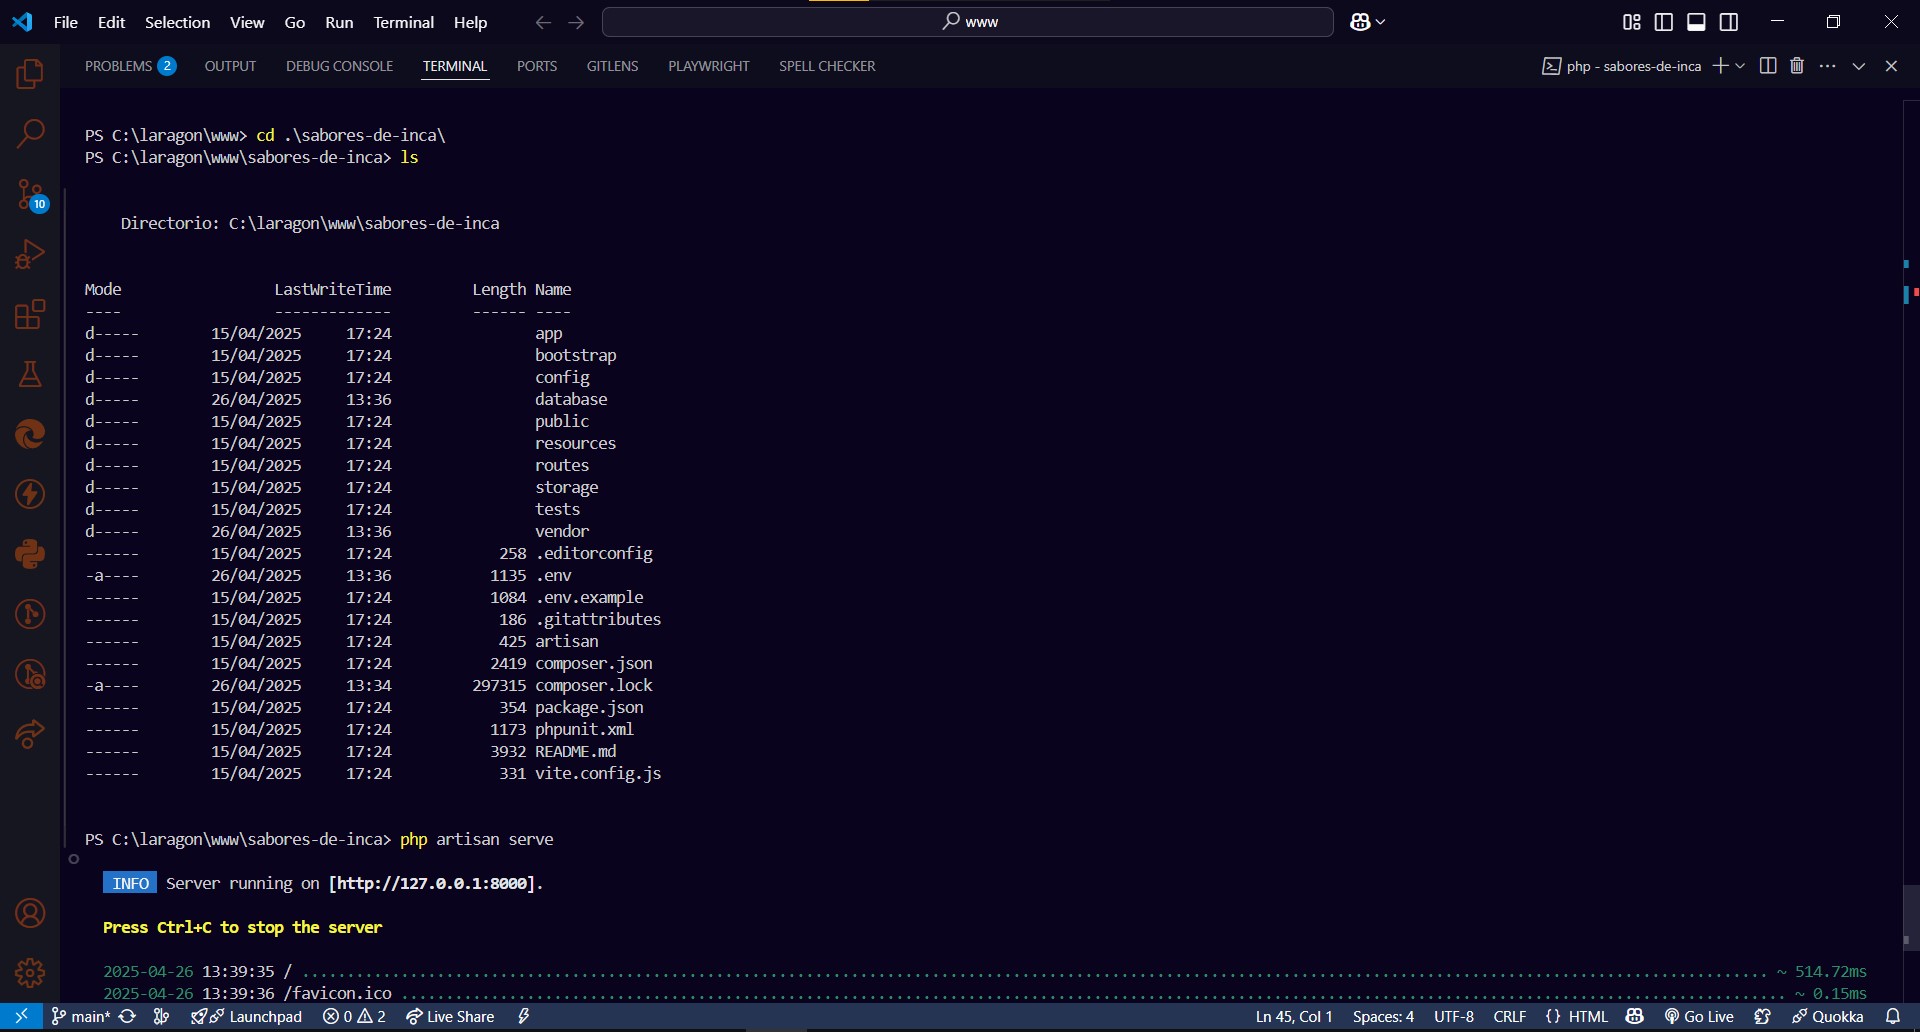 File Edit Selection View Go Run Terminal Help www
PROBLEMS 2 OUTPUT DEBUG CONSOLE TERMINAL PORTS GITLENS PLAYWRIGHT SPELL CHECKER php - sabores-de-inca
PS C:\laragon\www> cd .\sabores-de-inca\
PS C:\laragon\www\sabores-de-inca> ls
10
Directorio: C:\laragon\www\sabores-de-inca
Mode LastWriteTime Length Name
---- ------------- ------ ----
d----- 15/04/2025 17:24 app
d----- 15/04/2025 17:24 bootstrap
d----- 15/04/2025 17:24 config
d----- 26/04/2025 13:36 database
d----- 15/04/2025 17:24 public
d----- 15/04/2025 17:24 resources
d----- 15/04/2025 17:24 routes
d----- 15/04/2025 17:24 storage
d----- 15/04/2025 17:24 tests
d----- 26/04/2025 13:36 vendor
------ 15/04/2025 17:24 258 .editorconfig
-a---- 26/04/2025 13:36 1135 .env
------ 15/04/2025 17:24 1084 .env.example
------ 15/04/2025 17:24 186 .gitattributes
------ 15/04/2025 17:24 425 artisan
------ 15/04/2025 17:24 2419 composer.json
-a---- 26/04/2025 13:34 297315 composer.lock
------ 15/04/2025 17:24 354 package.json
------ 15/04/2025 17:24 1173 phpunit.xml
------ 15/04/2025 17:24 3932 README.md
------ 15/04/2025 17:24 331 vite.config.js
PS C:\laragon\www\sabores-de-inca> php artisan serve
INFO Server running on [http://127.0.0.1:8000].
Press Ctrl+C to stop the server
2025-04-26 13:39:35 / ........ ~ 514.72ms
2025-04-26 13:39:36 /favicon.ico ........ ~ 0.15ms
main* Launchpad 0 2 Live Share Ln 45, Col 1 Spaces: 4 UTF-8 CRLF {} HTML Go Live Quokka